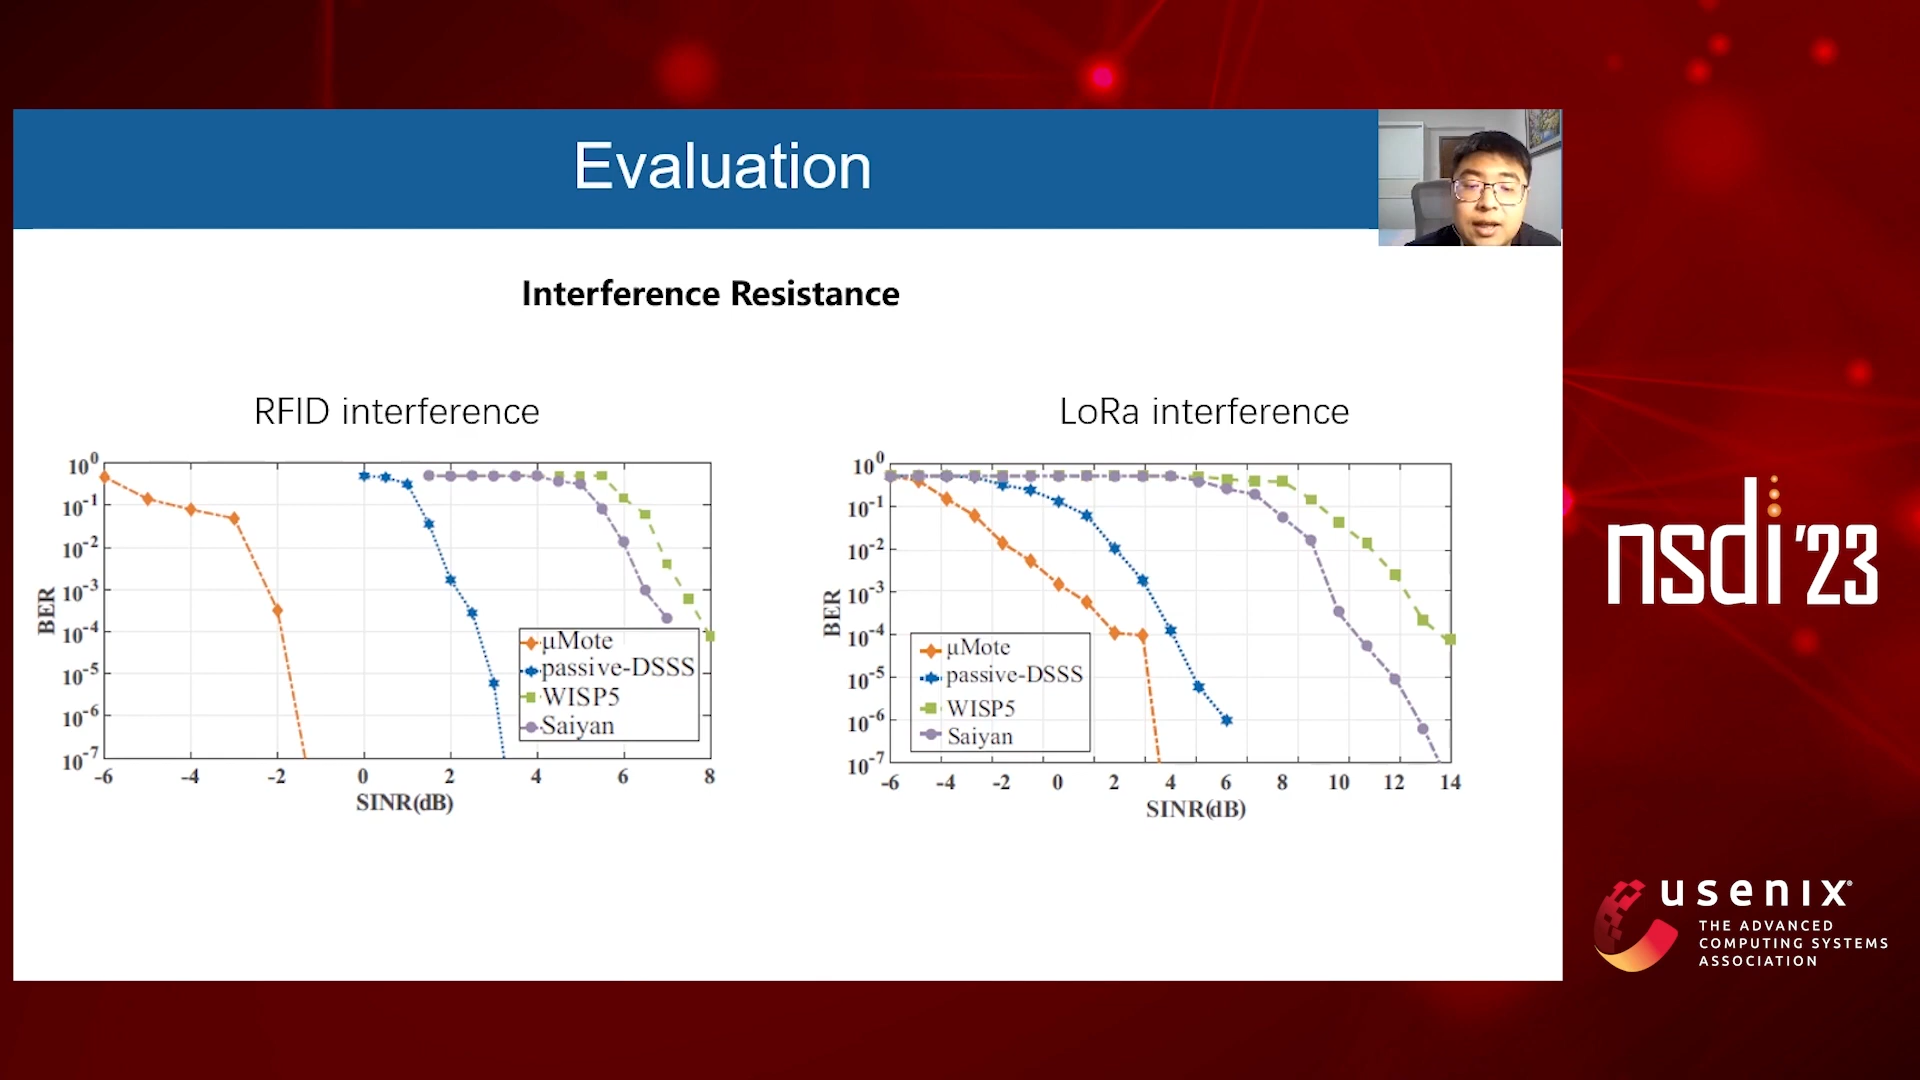 Evaluation
Interference Resistance
RFID interference
10^0
10^-1
10^-2
10^-3
10^-4
10^-5
10^-6
10^-7
BER
-6 -4 -2 0 2 4 6 8
SINR(dB)
µMote
passive-DSSS
WISP5
Saiyan
LoRa interference
10^0
10^-1
10^-2
10^-3
10^-4
10^-5
10^-6
10^-7
BER
-6 -4 -2 0 2 4 6 8 10 12 14
SINR(dB)
µMote
passive-DSSS
WISP5
Saiyan
nsdi '23
usenix®
THE ADVANCED
COMPUTING SYSTEMS
ASSOCIATION